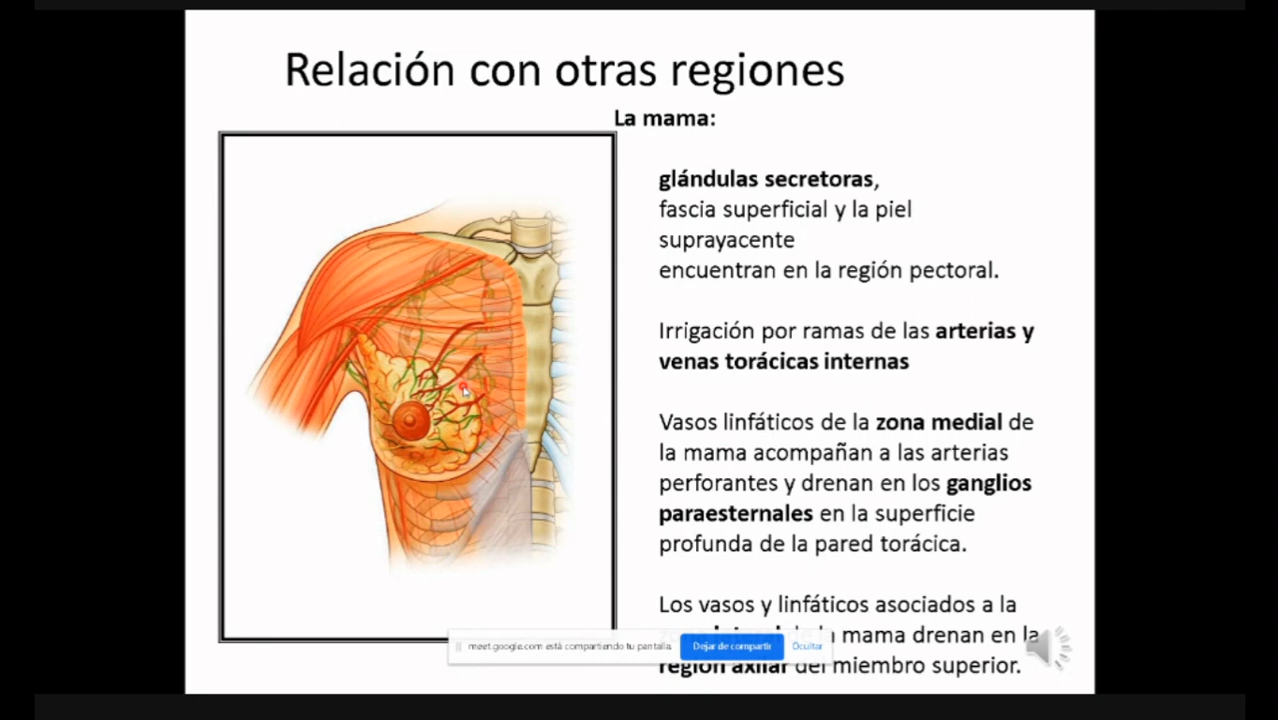 Relación con otras regiones
La mama:
glándulas secretoras,
fascia superficial y la piel
suprayacente
encuentran en la región pectoral.
Irrigación por ramas de las arterias y
venas torácicas internas
Vasos linfáticos de la zona medial de
la mama acompañan a las arterias
perforantes y drenan en los ganglios
paraesternales en la superficie
profunda de la pared torácica.
Los vasos y linfáticos asociados a la
la mama drenan en la
región axilar del miembro superior.
meet.google.com está compartiendo tu pantalla. Dejar de compartir Ocultar